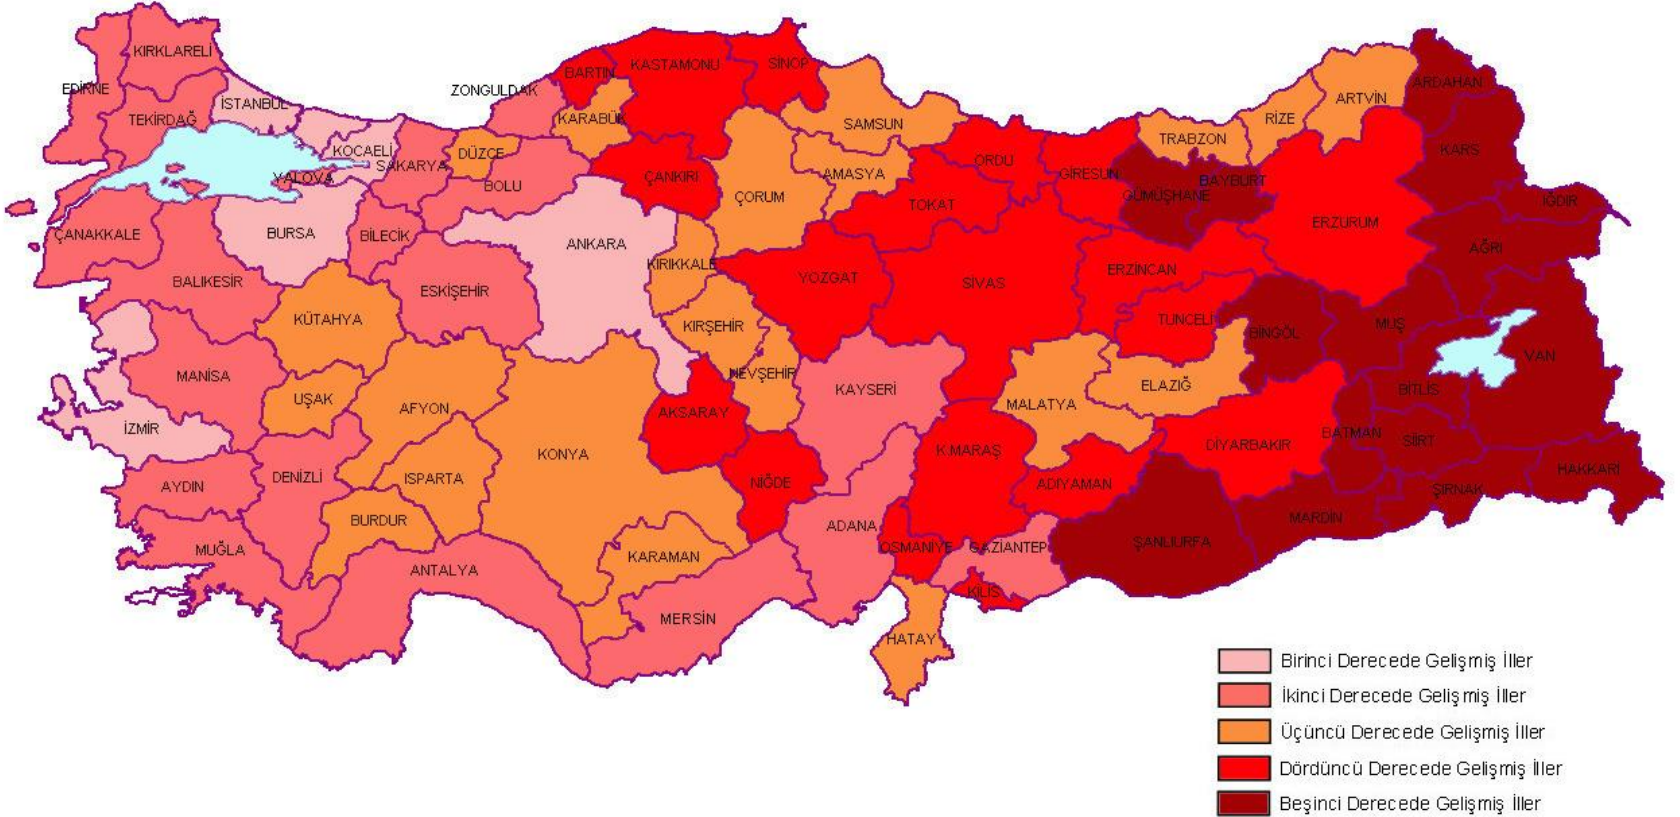 KIRKLARELİ
EDİRNE
TEKİRDAĞ
İSTANBUL
KOCAELİ
YALOVA
SAKARYA
DÜZCE
ZONGULDAK
BARTIN
KARABÜK
KASTAMONU
SİNOP
BOLU
ÇANKIRI
SAMSUN
AMASYA
ÇORUM
ORDU
TOKAT
GİRESUN
TRABZON
RİZE
ARTVİN
ARDAHAN
KARS
GÜMÜŞHANE
BAYBURT
ERZURUM
IĞDIR
AĞRI
ÇANAKKALE
BALIKESİR
BURSA
BİLECİK
ESKİŞEHİR
ANKARA
KIRIKKALE
YOZGAT
SİVAS
ERZİNCAN
TUNCELİ
BİNGÖL
MUŞ
VAN
BİTLİS
KÜTAHYA
KIRŞEHİR
NEVŞEHİR
KAYSERİ
MALATYA
ELAZIĞ
MANİSA
UŞAK
AFYON
AKSARAY
İZMİR
KONYA
NİĞDE
K.MARAŞ
ADIYAMAN
DİYARBAKIR
BATMAN
SİİRT
ŞIRNAK
HAKKARİ
AYDIN
DENİZLİ
ISPARTA
BURDUR
MUĞLA
ANTALYA
KARAMAN
MERSİN
ADANA
OSMANİYE
GAZİANTEP
KİLİS
ŞANLIURFA
MARDİN
HATAY
Birinci Derecede Gelişmiş İller
İkinci Derecede Gelişmiş İller
Üçüncü Derecede Gelişmiş İller
Dördüncü Derecede Gelişmiş İller
Beşinci Derecede Gelişmiş İller